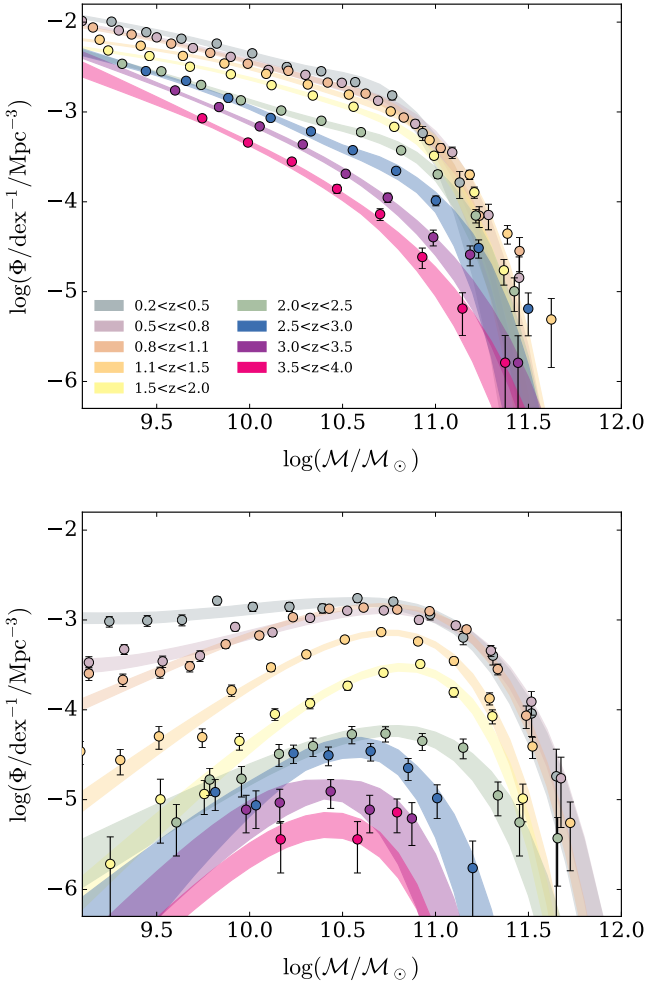 −2
−3
−4
−5
−6
log(Φ/dex⁻¹/Mpc⁻³)
0.2<z<0.5
0.5<z<0.8
0.8<z<1.1
1.1<z<1.5
1.5<z<2.0
2.0<z<2.5
2.5<z<3.0
3.0<z<3.5
3.5<z<4.0
9.5 10.0 10.5 11.0 11.5 12.0
log(ℳ/ℳ⊙)
−2
−3
−4
−5
−6
log(Φ/dex⁻¹/Mpc⁻³)
9.5 10.0 10.5 11.0 11.5 12.0
log(ℳ/ℳ⊙)